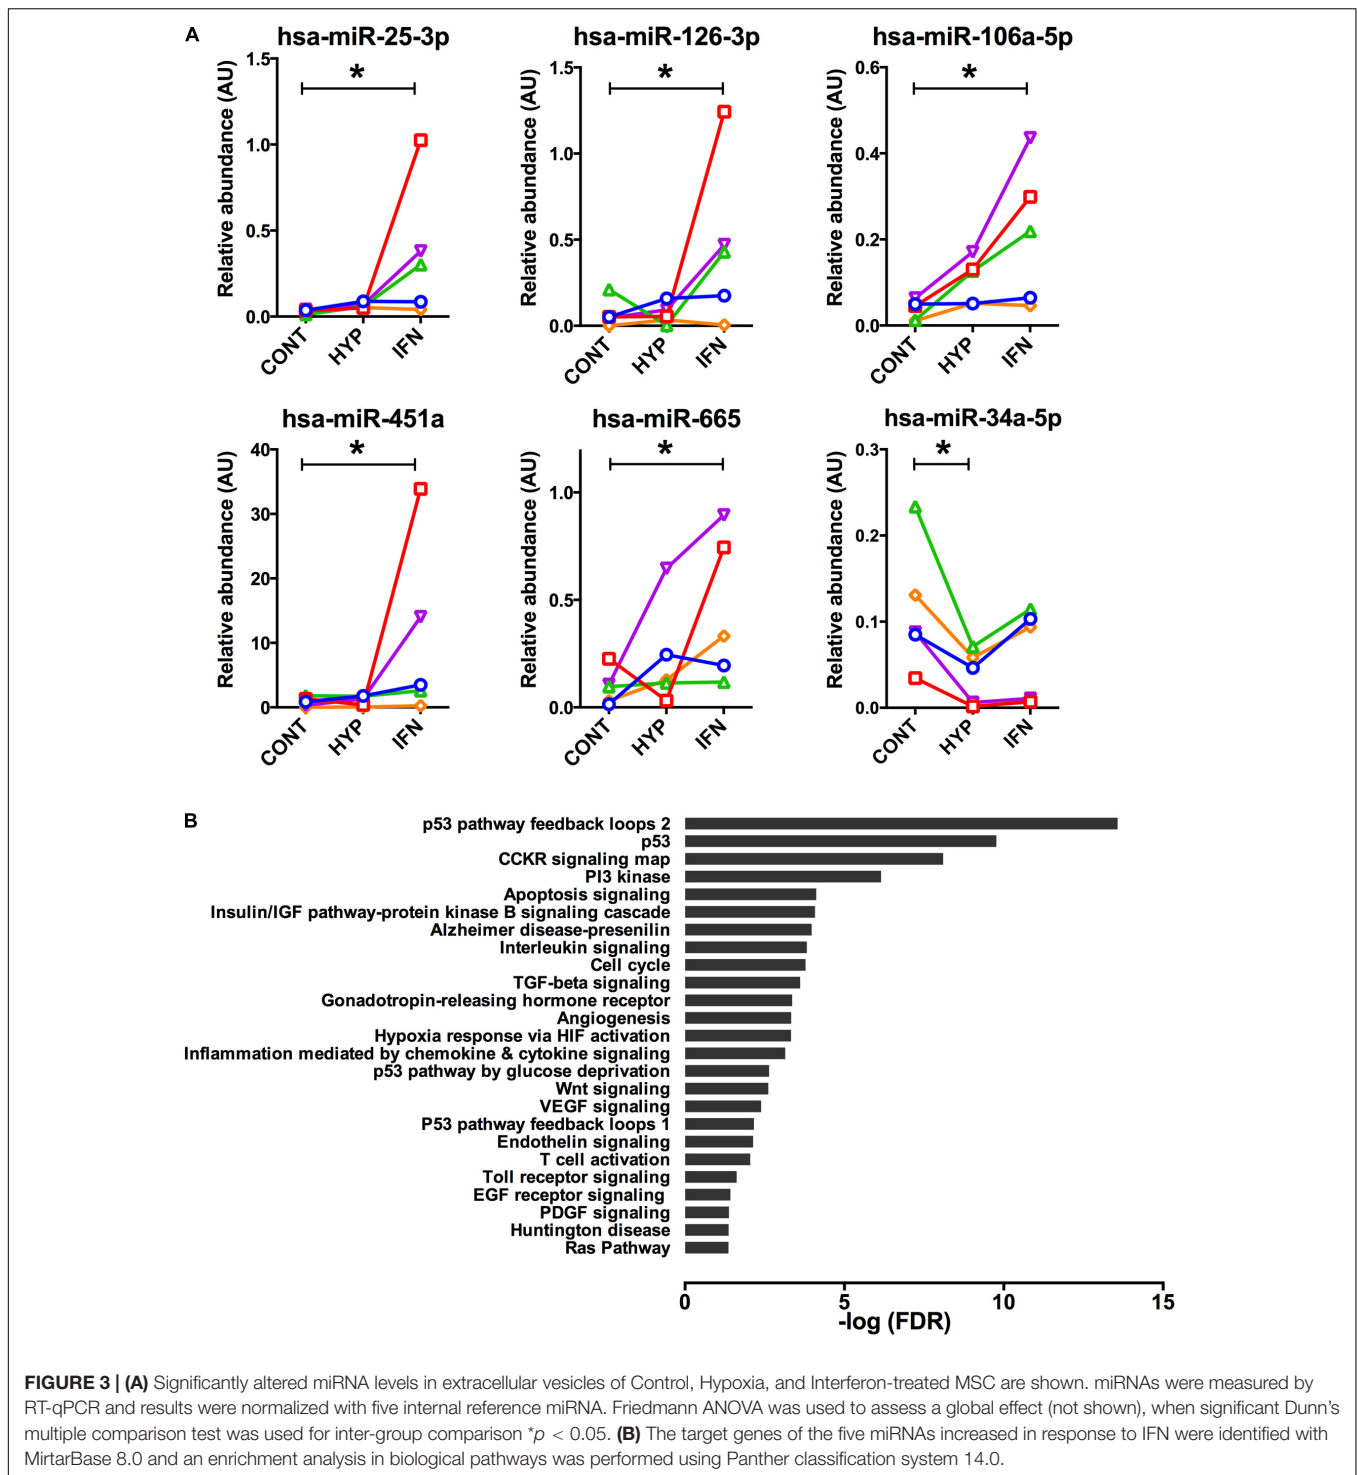 A
hsa-miR-25-3p
hsa-miR-126-3p
hsa-miR-106a-5p
Relative abundance (AU)
1.5
1.0
0.5
0.0
*
CONT
HYP
IFN
Relative abundance (AU)
1.5
1.0
0.5
0.0
*
CONT
HYP
IFN
Relative abundance (AU)
0.6
0.4
0.2
0.0
*
CONT
HYP
IFN
hsa-miR-451a
hsa-miR-665
hsa-miR-34a-5p
Relative abundance (AU)
40
30
20
10
0
*
CONT
HYP
IFN
Relative abundance (AU)
1.0
0.5
0.0
*
CONT
HYP
IFN
Relative abundance (AU)
0.3
0.2
0.1
0.0
*
CONT
HYP
IFN
B
p53 pathway feedback loops 2
p53
CCKR signaling map
PI3 kinase
Apoptosis signaling
Insulin/IGF pathway-protein kinase B signaling cascade
Alzheimer disease-presenilin
Interleukin signaling
Cell cycle
TGF-beta signaling
Gonadotropin-releasing hormone receptor
Angiogenesis
Hypoxia response via HIF activation
Inflammation mediated by chemokine & cytokine signaling
p53 pathway by glucose deprivation
Wnt signaling
VEGF signaling
P53 pathway feedback loops 1
Endothelin signaling
T cell activation
Toll receptor signaling
EGF receptor signaling
PDGF signaling
Huntington disease
Ras Pathway
0 5 10 15
-log (FDR)
FIGURE 3 | (A) Significantly altered miRNA levels in extracellular vesicles of Control, Hypoxia, and Interferon-treated MSC are shown. miRNAs were measured by
RT-qPCR and results were normalized with five internal reference miRNA. Friedmann ANOVA was used to assess a global effect (not shown), when significant Dunn's
multiple comparison test was used for inter-group comparison *p < 0.05. (B) The target genes of the five miRNAs increased in response to IFN were identified with
MirtarBase 8.0 and an enrichment analysis in biological pathways was performed using Panther classification system 14.0.